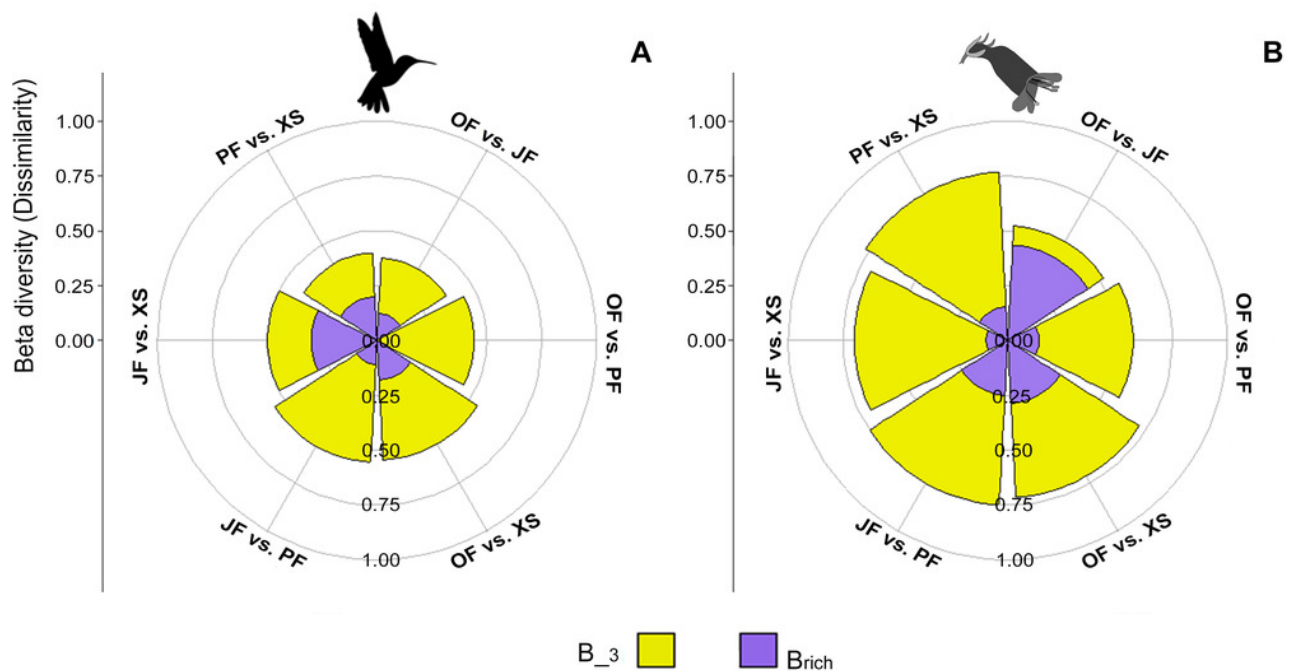 A
B
Beta diversity (Dissimilarity)
1.00
0.75
0.50
0.25
0.00
PF vs. XS
OF vs. JF
OF vs. PF
OF vs. XS
JF vs. PF
JF vs. XS
0.00
0.25
0.50
0.75
1.00
1.00
0.75
0.50
0.25
0.00
PF vs. XS
OF vs. JF
OF vs. PF
OF vs. XS
JF vs. PF
JF vs. XS
0.00
0.25
0.50
0.75
1.00
B_3
Brich